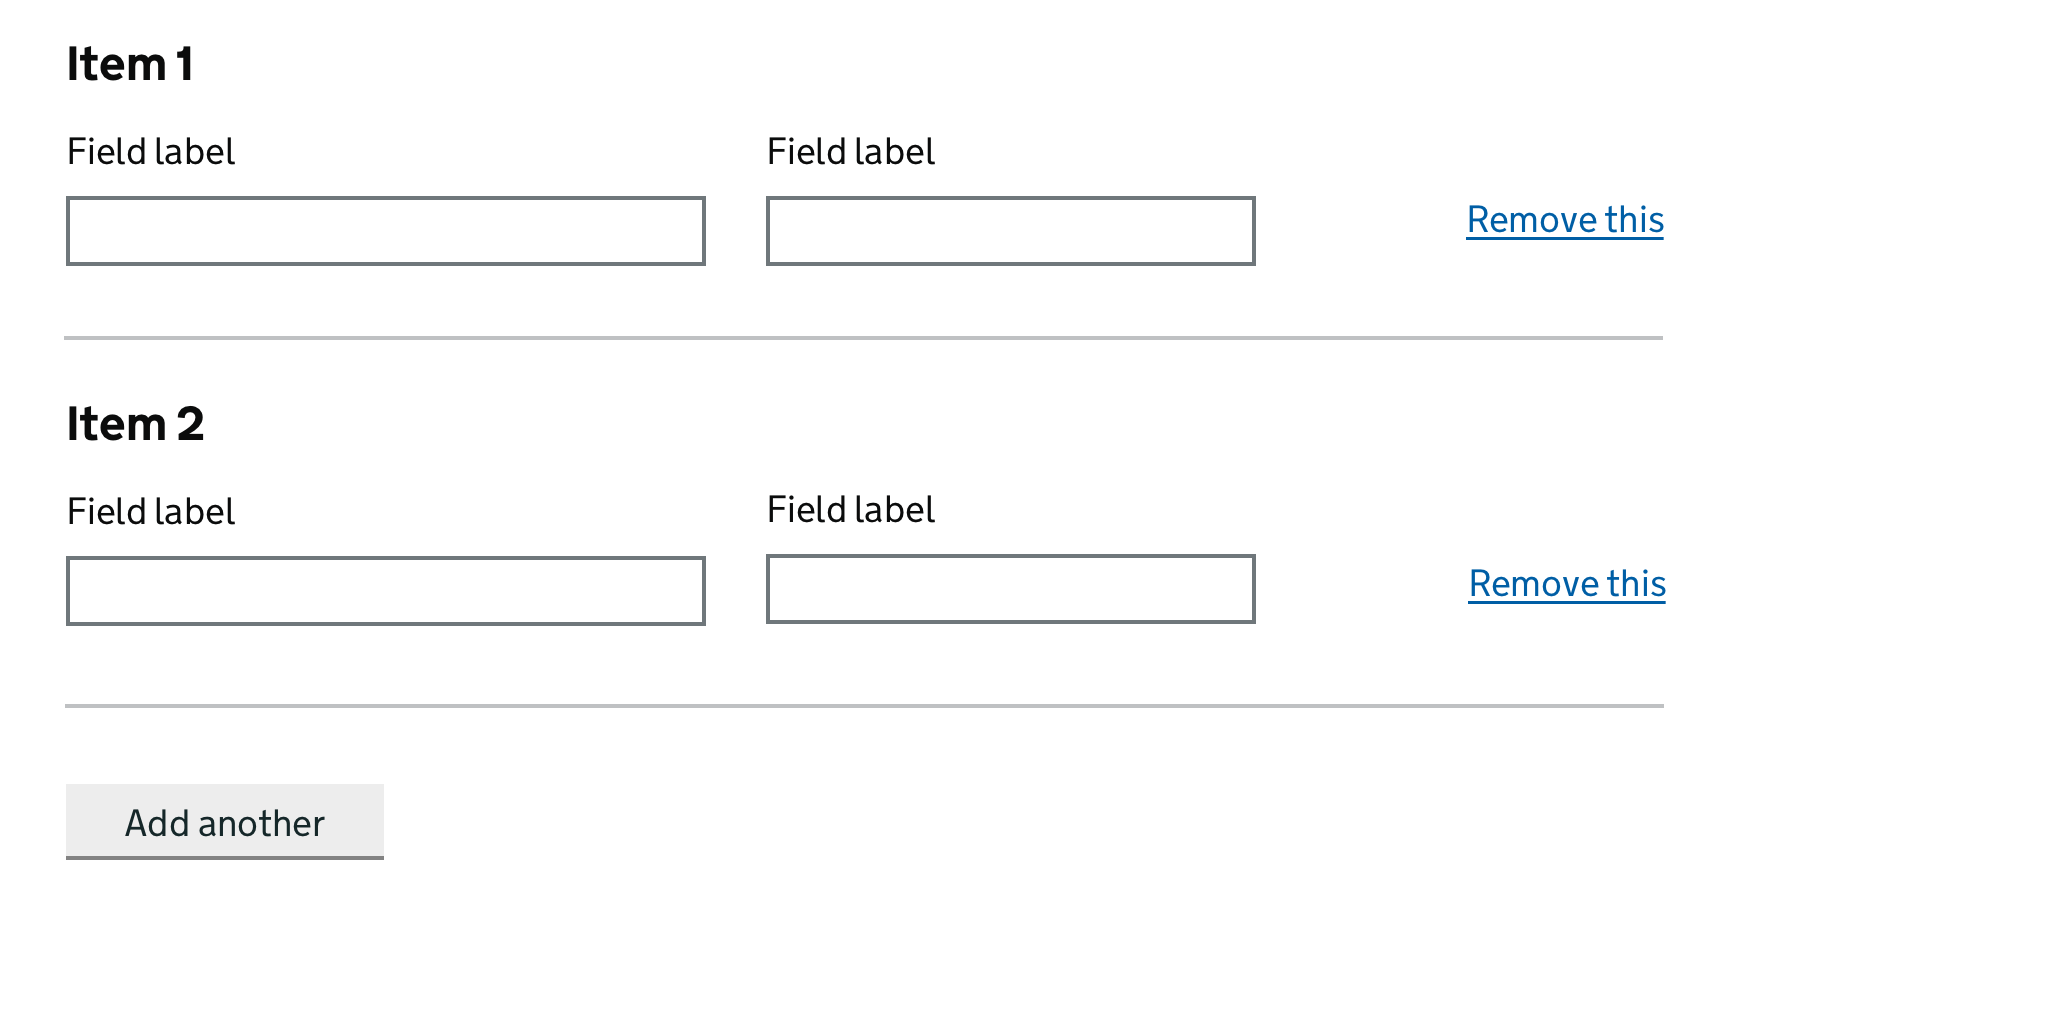 Item 1
Field label Field label
Remove this
Item 2
Field label Field label
Remove this
Add another